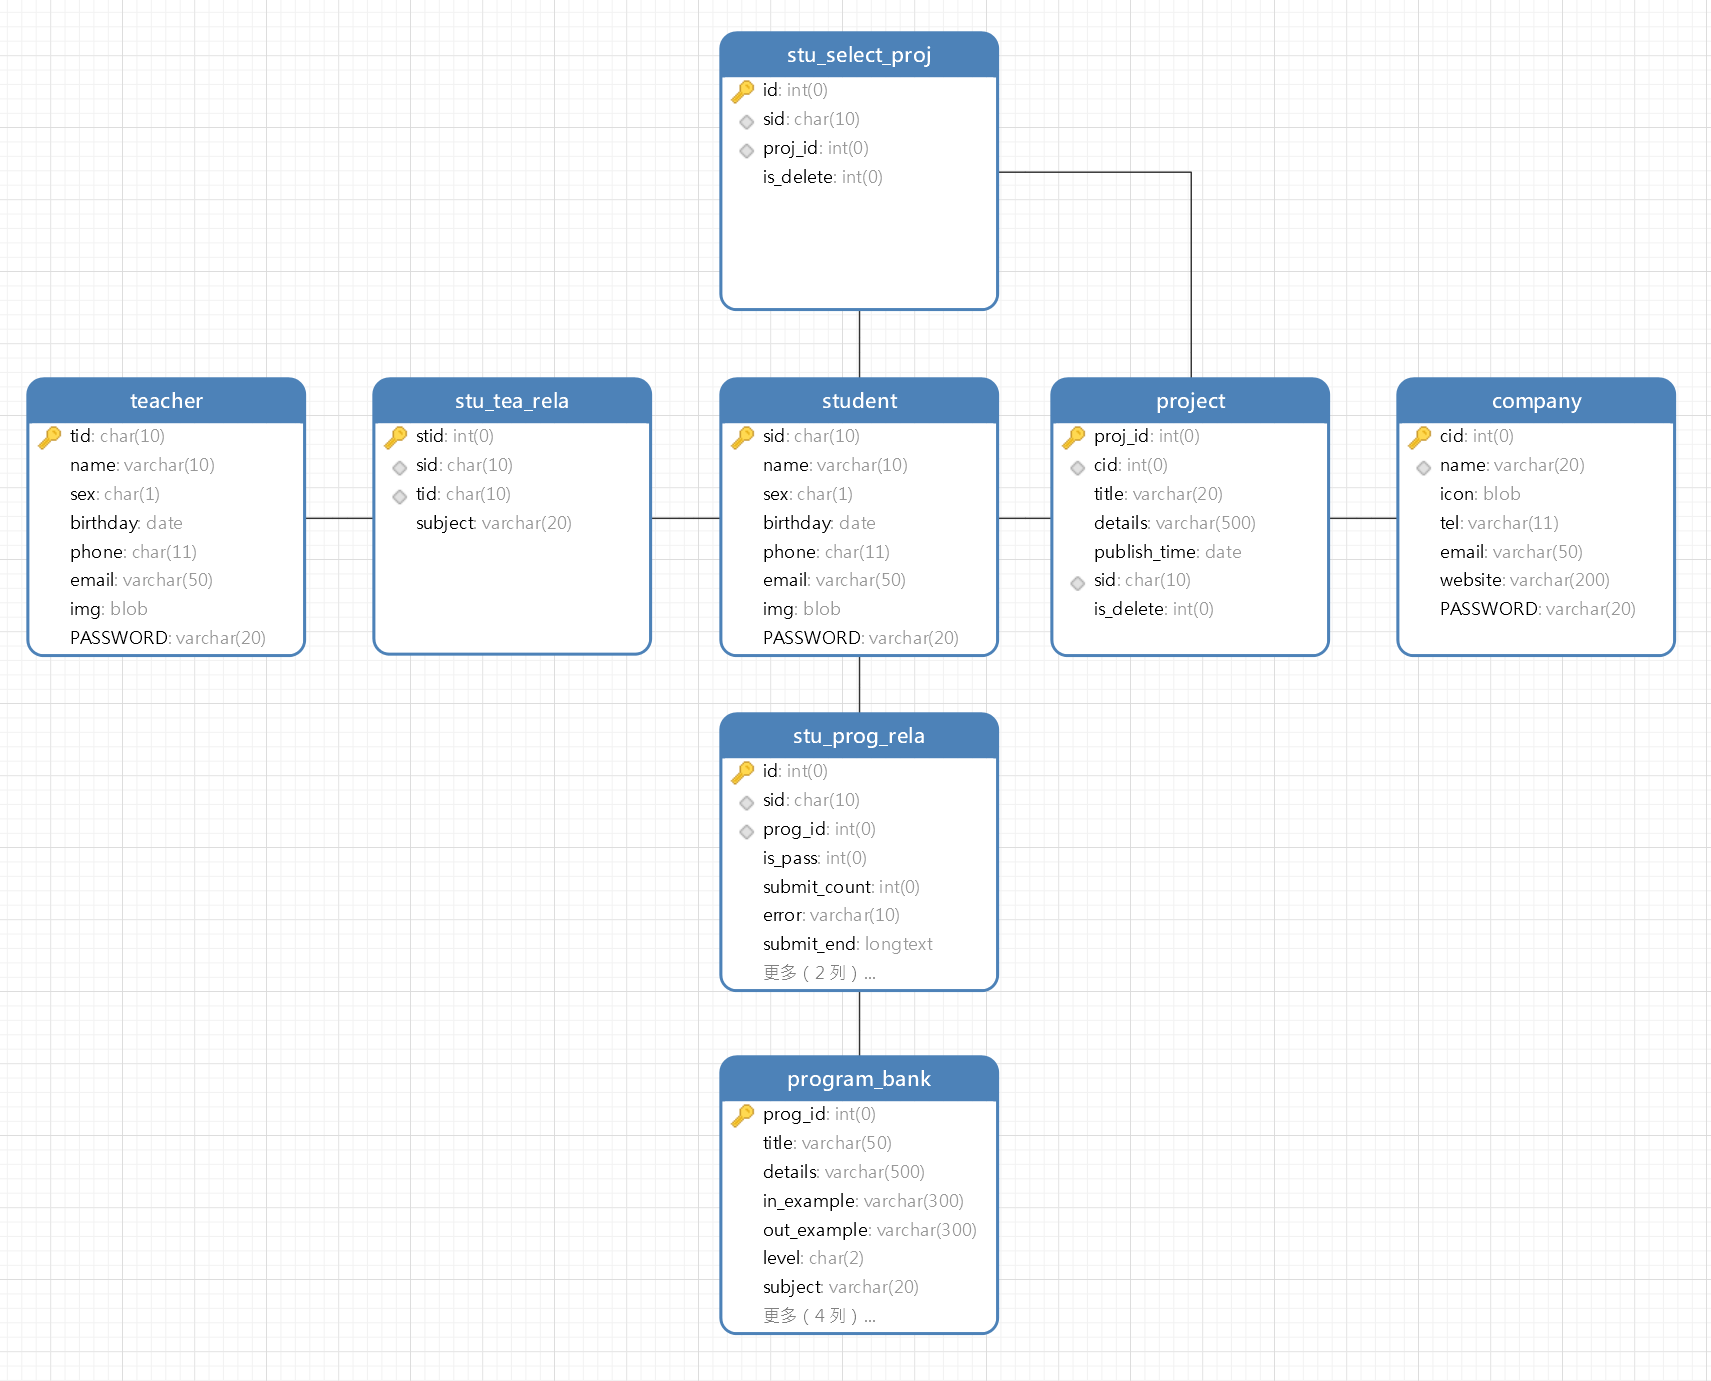 stu_select_proj
id: int(0)
sid: char(10)
proj_id: int(0)
is_delete: int(0)
teacher
tid: char(10)
name: varchar(10)
sex: char(1)
birthday: date
phone: char(11)
email: varchar(50)
img: blob
PASSWORD: varchar(20)
stu_tea_rela
stid: int(0)
sid: char(10)
tid: char(10)
subject: varchar(20)
student
sid: char(10)
name: varchar(10)
sex: char(1)
birthday: date
phone: char(11)
email: varchar(50)
img: blob
PASSWORD: varchar(20)
project
proj_id: int(0)
cid: int(0)
title: varchar(20)
details: varchar(500)
publish_time: date
sid: char(10)
is_delete: int(0)
company
cid: int(0)
name: varchar(20)
icon: blob
tel: varchar(11)
email: varchar(50)
website: varchar(200)
PASSWORD: varchar(20)
stu_prog_rela
id: int(0)
sid: char(10)
prog_id: int(0)
is_pass: int(0)
submit_count: int(0)
error: varchar(10)
submit_end: longtext
更多（2 列）...
program_bank
prog_id: int(0)
title: varchar(50)
details: varchar(500)
in_example: varchar(300)
out_example: varchar(300)
level: char(2)
subject: varchar(20)
更多（4 列）...